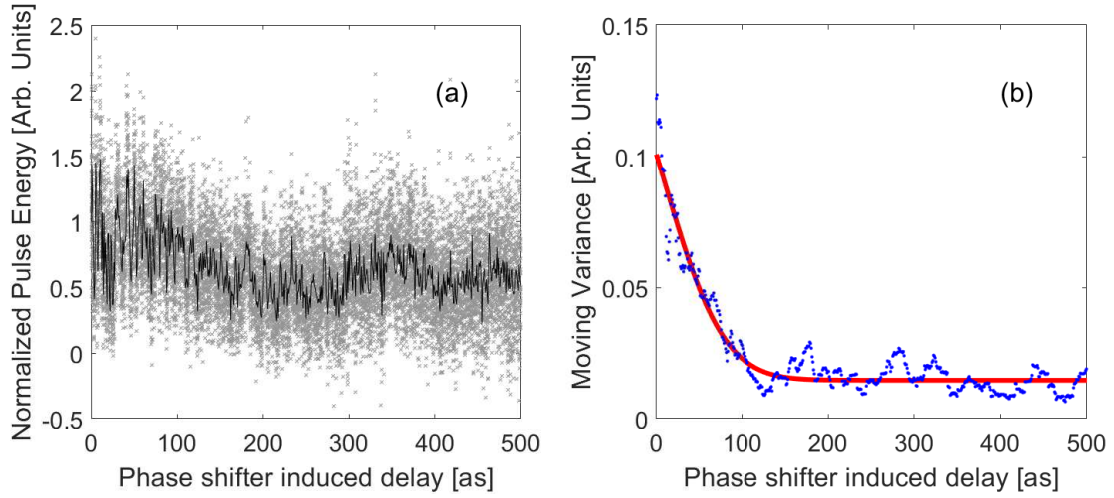 (a)
Normalized Pulse Energy [Arb. Units]
2.5
2
1.5
1
0.5
0
-0.5
0 100 200 300 400 500
Phase shifter induced delay [as]
(b)
Moving Variance [Arb. Units]
0.15
0.1
0.05
0
0 100 200 300 400 500
Phase shifter induced delay [as]